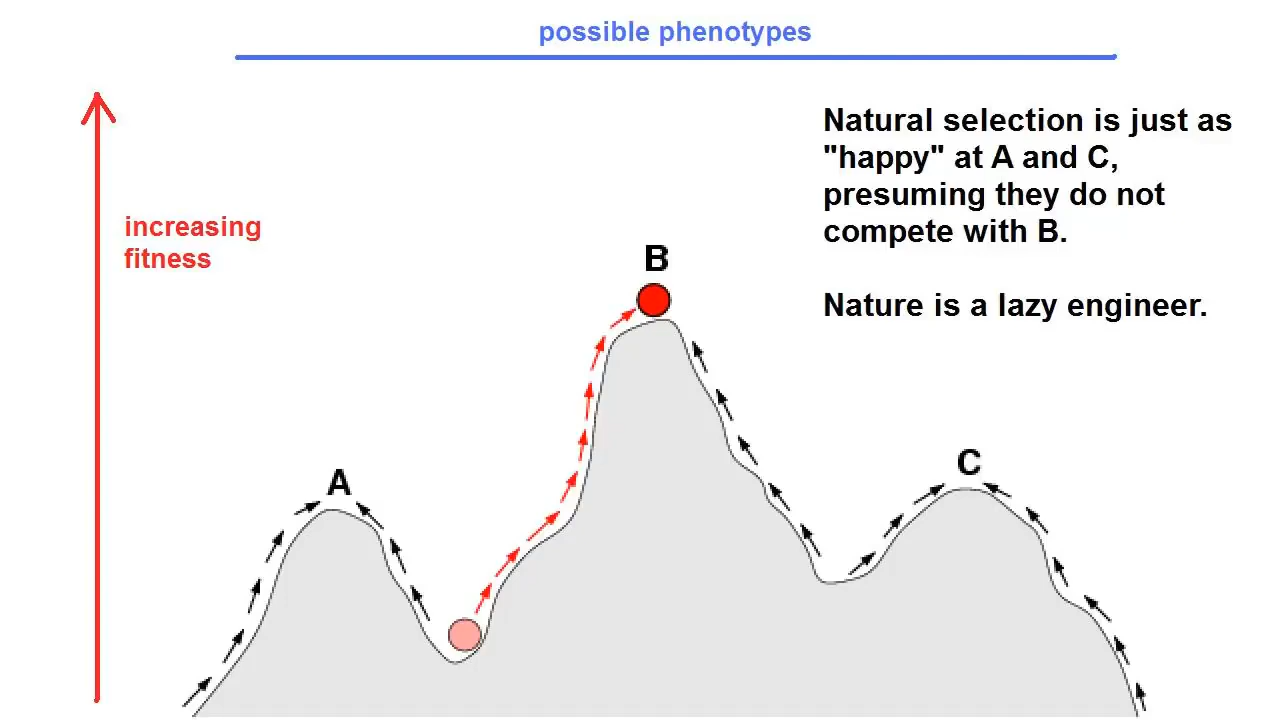 possible phenotypes
Natural selection is just as
"happy" at A and C,
presuming they do not
compete with B.
increasing
fitness
Nature is a lazy engineer.
B
A
C